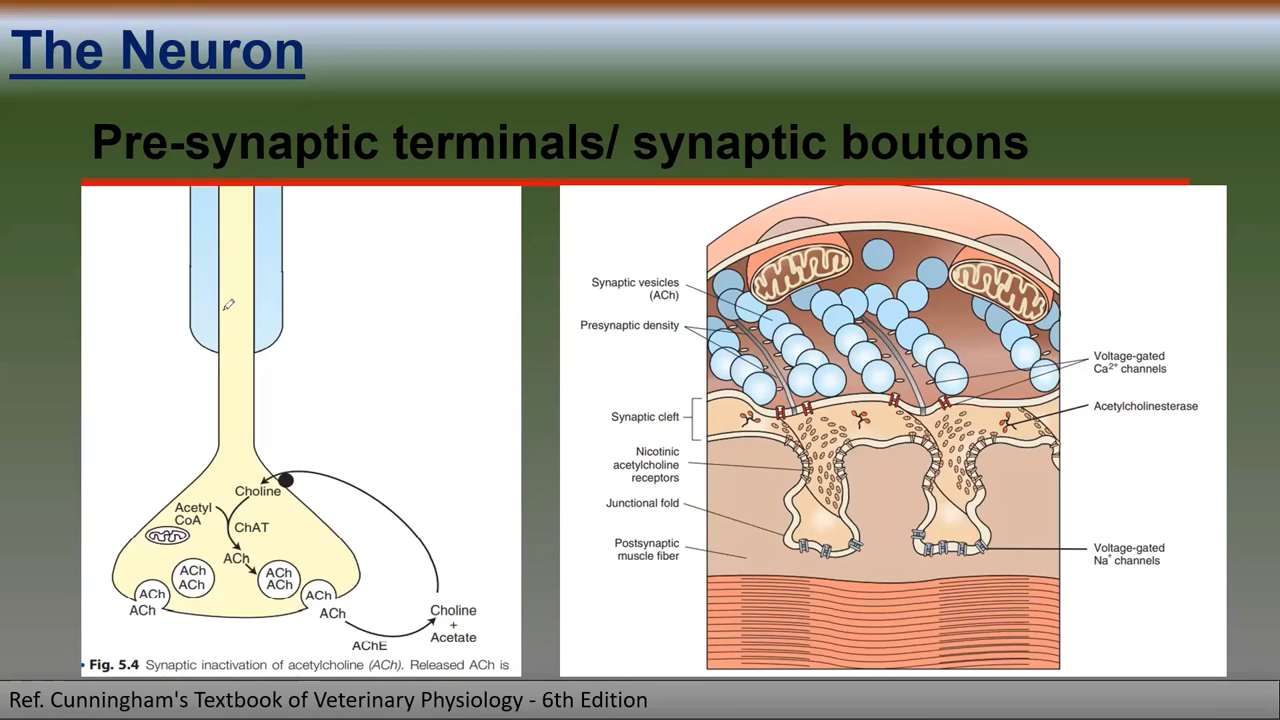 The Neuron
Pre-synaptic terminals/ synaptic boutons
Choline
Acetyl
CoA
ChAT
ACh
ACh
ACh
ACh
ACh
ACh
ACh
ACh
ACh
AChE
Choline
+
Acetate
• Fig. 5.4 Synaptic inactivation of acetylcholine (ACh). Released ACh is
Synaptic vesicles
(ACh)
Presynaptic density
Synaptic cleft
Nicotinic
acetylcholine
receptors
Junctional fold
Postsynaptic
muscle fiber
Voltage-gated
Ca²⁺ channels
Acetylcholinesterase
Voltage-gated
Na⁺ channels
Ref. Cunningham's Textbook of Veterinary Physiology - 6th Edition